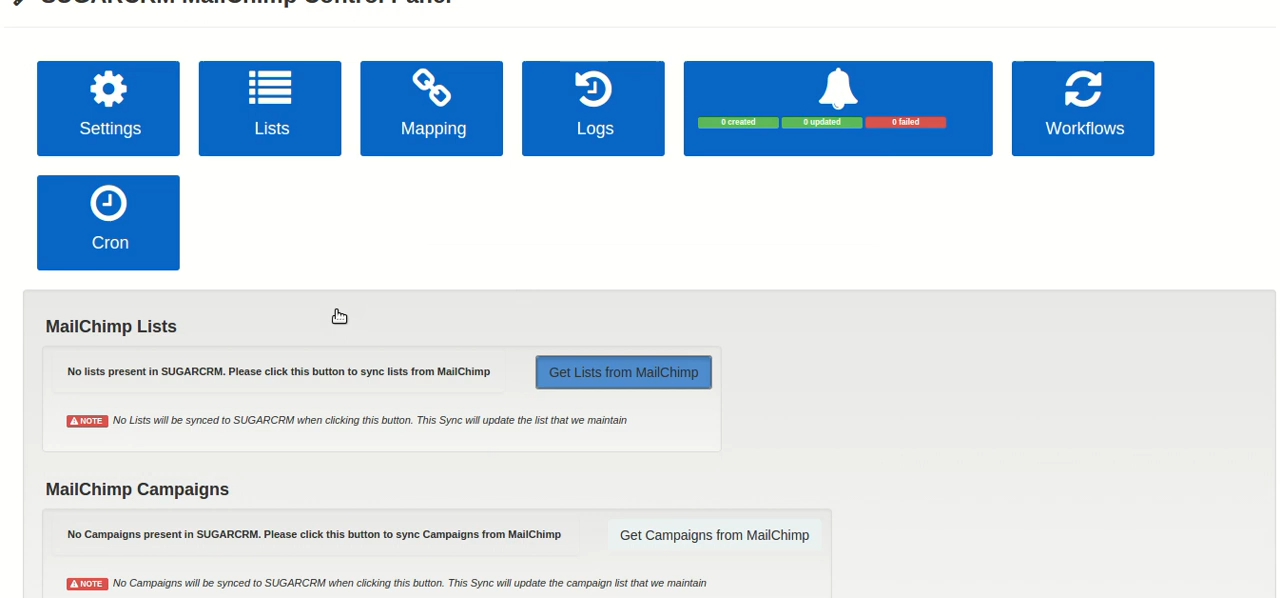 SUGARCRM MailChimp Control Panel
Settings
Lists
Mapping
Logs
0 created 0 updated 0 failed
Workflows
Cron
MailChimp Lists
No lists present in SUGARCRM. Please click this button to sync lists from MailChimp
Get Lists from MailChimp
NOTE No Lists will be synced to SUGARCRM when clicking this button. This Sync will update the list that we maintain
MailChimp Campaigns
No Campaigns present in SUGARCRM. Please click this button to sync Campaigns from MailChimp
Get Campaigns from MailChimp
NOTE No Campaigns will be synced to SUGARCRM when clicking this button. This Sync will update the campaign list that we maintain